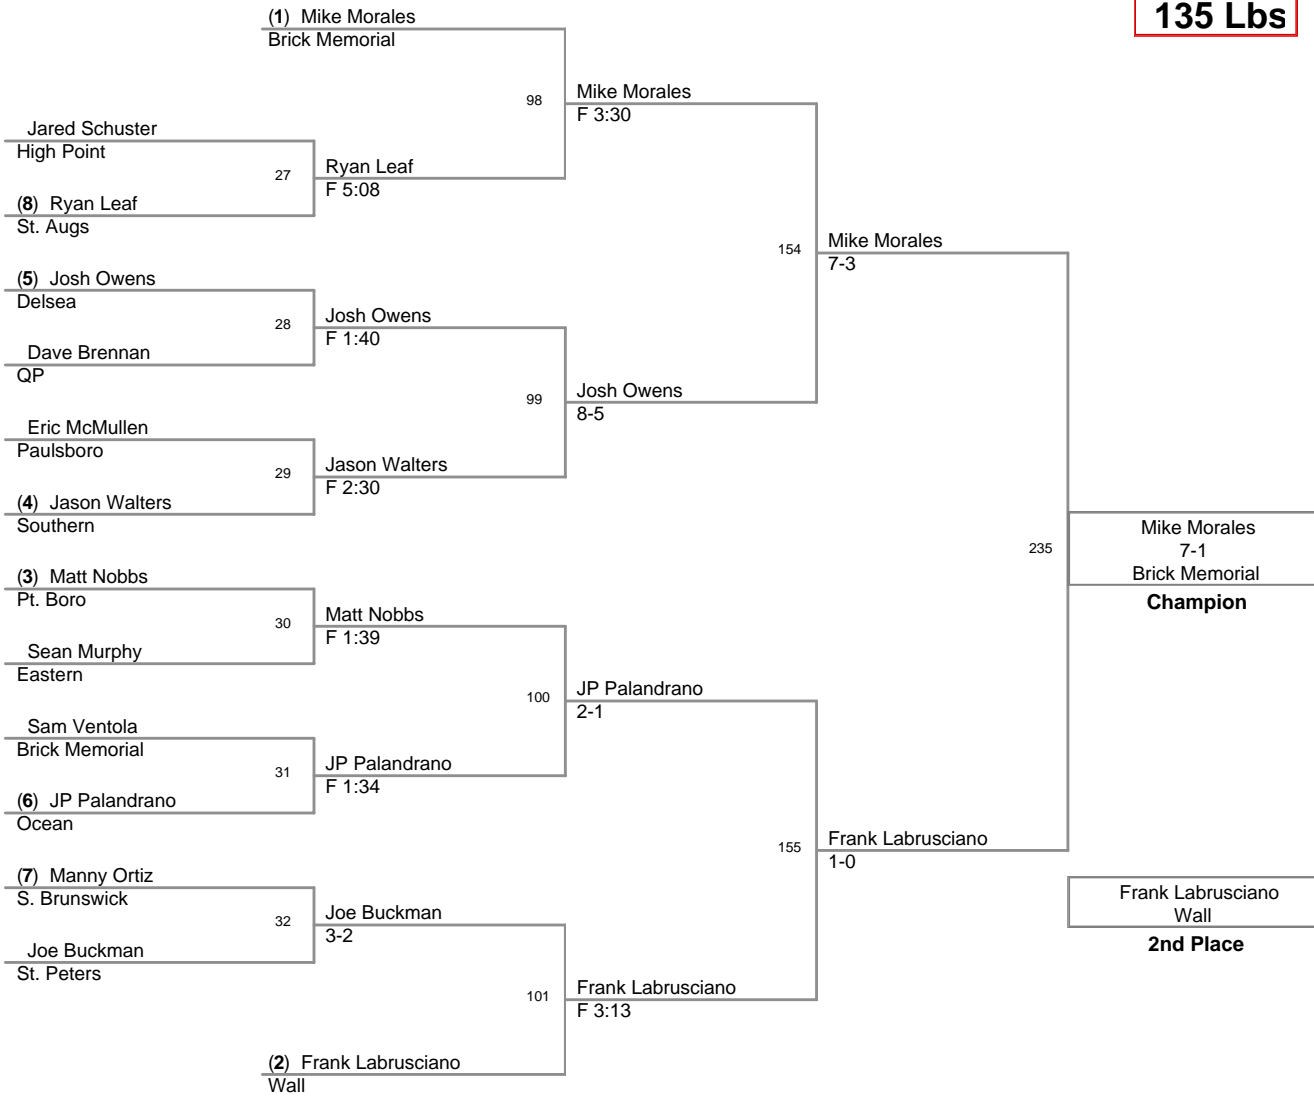 135 Lbs
(1) Mike Morales
Brick Memorial
98
Mike Morales
F 3:30
Jared Schuster
High Point
27
Ryan Leaf
F 5:08
(8) Ryan Leaf
St. Augs
154
Mike Morales
7-3
(5) Josh Owens
Delsea
28
Josh Owens
F 1:40
Dave Brennan
QP
99
Josh Owens
8-5
Eric McMullen
Paulsboro
29
Jason Walters
F 2:30
(4) Jason Walters
Southern
235
Mike Morales
7-1
Brick Memorial
Champion
(3) Matt Nobbs
Pt. Boro
30
Matt Nobbs
F 1:39
Sean Murphy
Eastern
100
JP Palandrano
2-1
Sam Ventola
Brick Memorial
31
JP Palandrano
F 1:34
(6) JP Palandrano
Ocean
155
Frank Labrusciano
1-0
(7) Manny Ortiz
S. Brunswick
32
Joe Buckman
3-2
Joe Buckman
St. Peters
Frank Labrusciano
Wall
2nd Place
101
Frank Labrusciano
F 3:13
(2) Frank Labrusciano
Wall